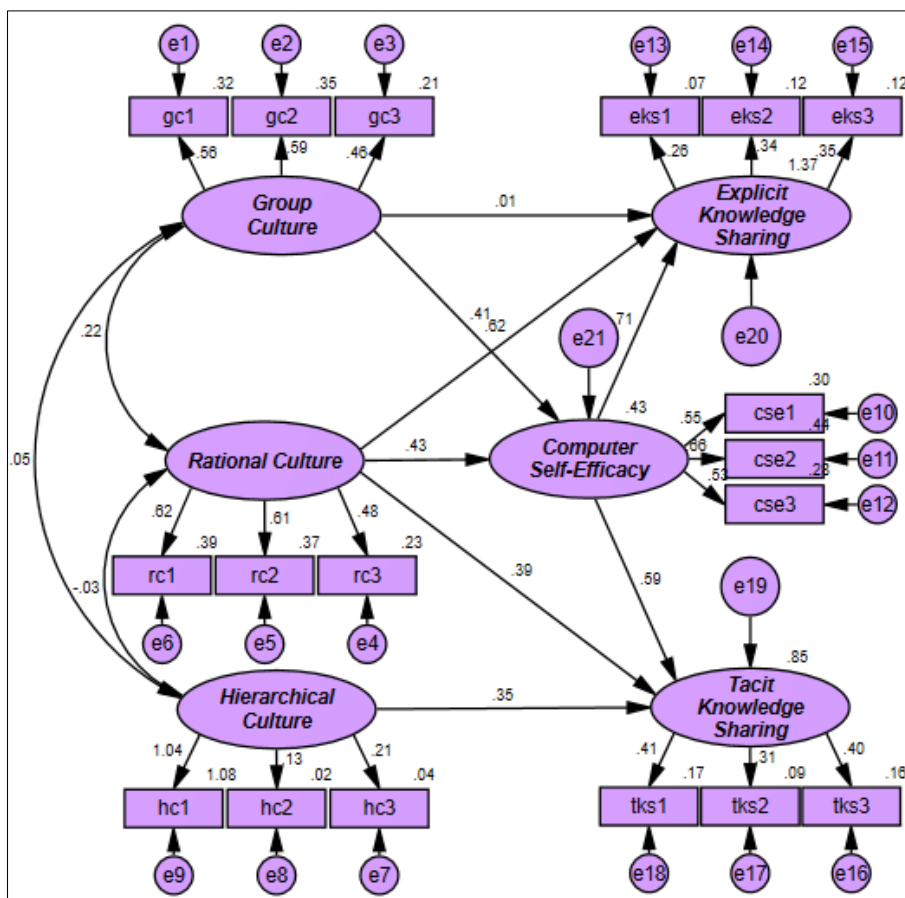 e1 e2 e3 e13 e14 e15
.32 .35 .21 .07 .12 .12
gc1 gc2 gc3 eks1 eks2 eks3
.56 .59 .46 .26 .34 1.37 .35
Group
Culture
.01
Explicit
Knowledge
Sharing
.22
.41
.62
e21
.71
e20
.05
.30
cse1 e10
.43
.55
.44
Rational Culture
.43
Computer
Self-Efficacy
.66
cse2 e11
.53
.28
cse3 e12
.62 .61 .48
.39 .37 .23
rc1 rc2 rc3
-.03
.39
.59
e19
e6 e5 e4
.85
Hierarchical
Culture
.35
Tacit
Knowledge
Sharing
1.04 .13 .21 .41 .31 .40
1.08 .02 .04 .17 .09 .16
hc1 hc2 hc3 tks1 tks2 tks3
e9 e8 e7 e18 e17 e16